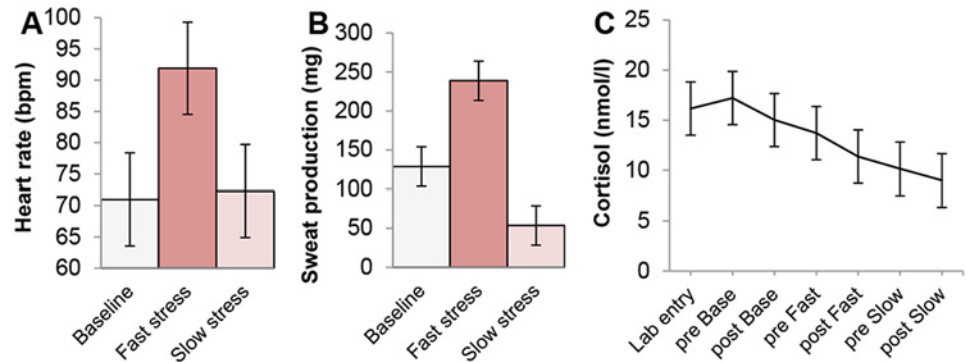 A
Heart rate (bpm)
100
95
90
85
80
75
70
65
60
Baseline
Fast stress
Slow stress
B
Sweat production (mg)
300
250
200
150
100
50
0
Baseline
Fast stress
Slow stress
C
Cortisol (nmol/l)
25
20
15
10
5
0
Lab entry
pre Base
post Base
pre Fast
post Fast
pre Slow
post Slow